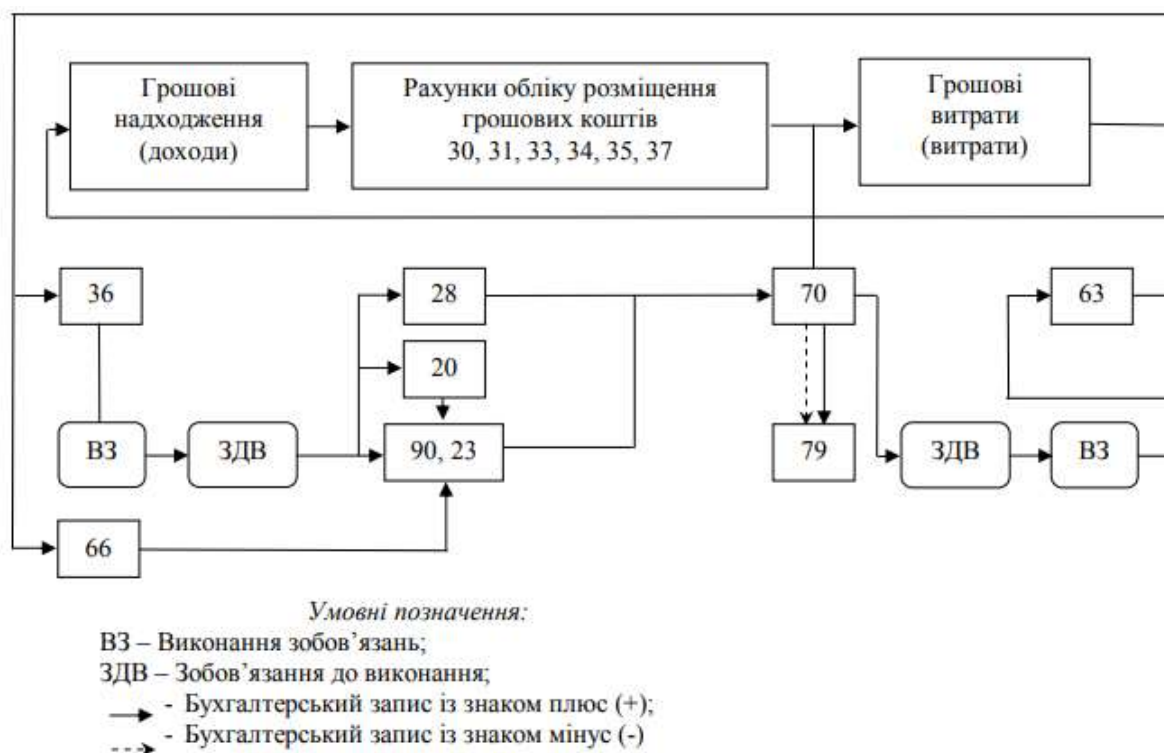 Грошові
надходження
(доходи)
Рахунки обліку розміщення
грошових коштів
30, 31, 33, 34, 35, 37
Грошові
витрати
(витрати)
36
28
70
63
20
ВЗ
ЗДВ
90, 23
79
ЗДВ
ВЗ
66
Умовні позначення:
ВЗ – Виконання зобов’язань;
ЗДВ – Зобов’язання до виконання;
- Бухгалтерський запис із знаком плюс (+);
- Бухгалтерський запис із знаком мінус (-)